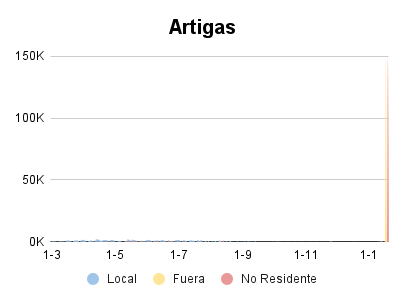 Artigas
150K
100K
50K
0K
1-3 1-5 1-7 1-9 1-11 1-1
Local Fuera No Residente